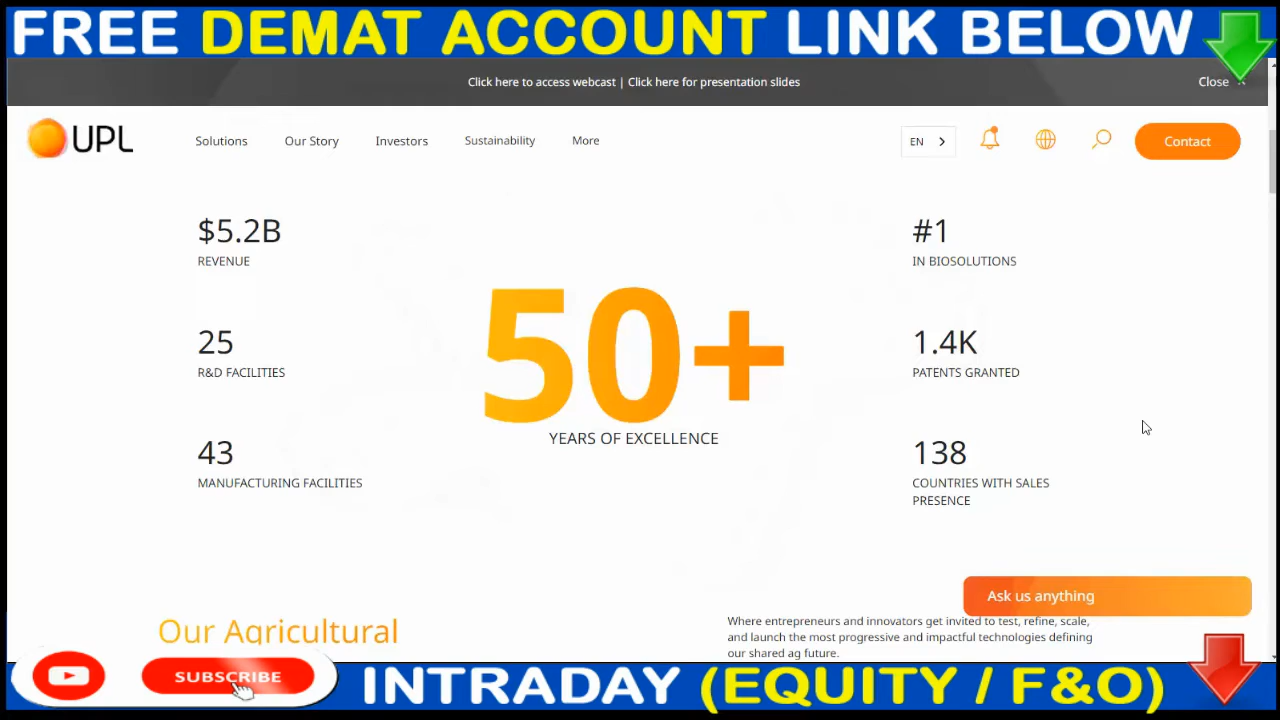 FREE DEMAT ACCOUNT LINK BELOW
Click here to access webcast | Click here for presentation slides
Close
UPL
Solutions
Our Story
Investors
Sustainability
More
EN
Contact
$5.2B
REVENUE
25
R&D FACILITIES
43
MANUFACTURING FACILITIES
50+
YEARS OF EXCELLENCE
#1
IN BIOSOLUTIONS
1.4K
PATENTS GRANTED
138
COUNTRIES WITH SALES
PRESENCE
Ask us anything
Our Agricultural
Where entrepreneurs and innovators get invited to test, refine, scale,
and launch the most progressive and impactful technologies defining
our shared ag future.
SUBSCRIBE
INTRADAY (EQUITY / F&O)